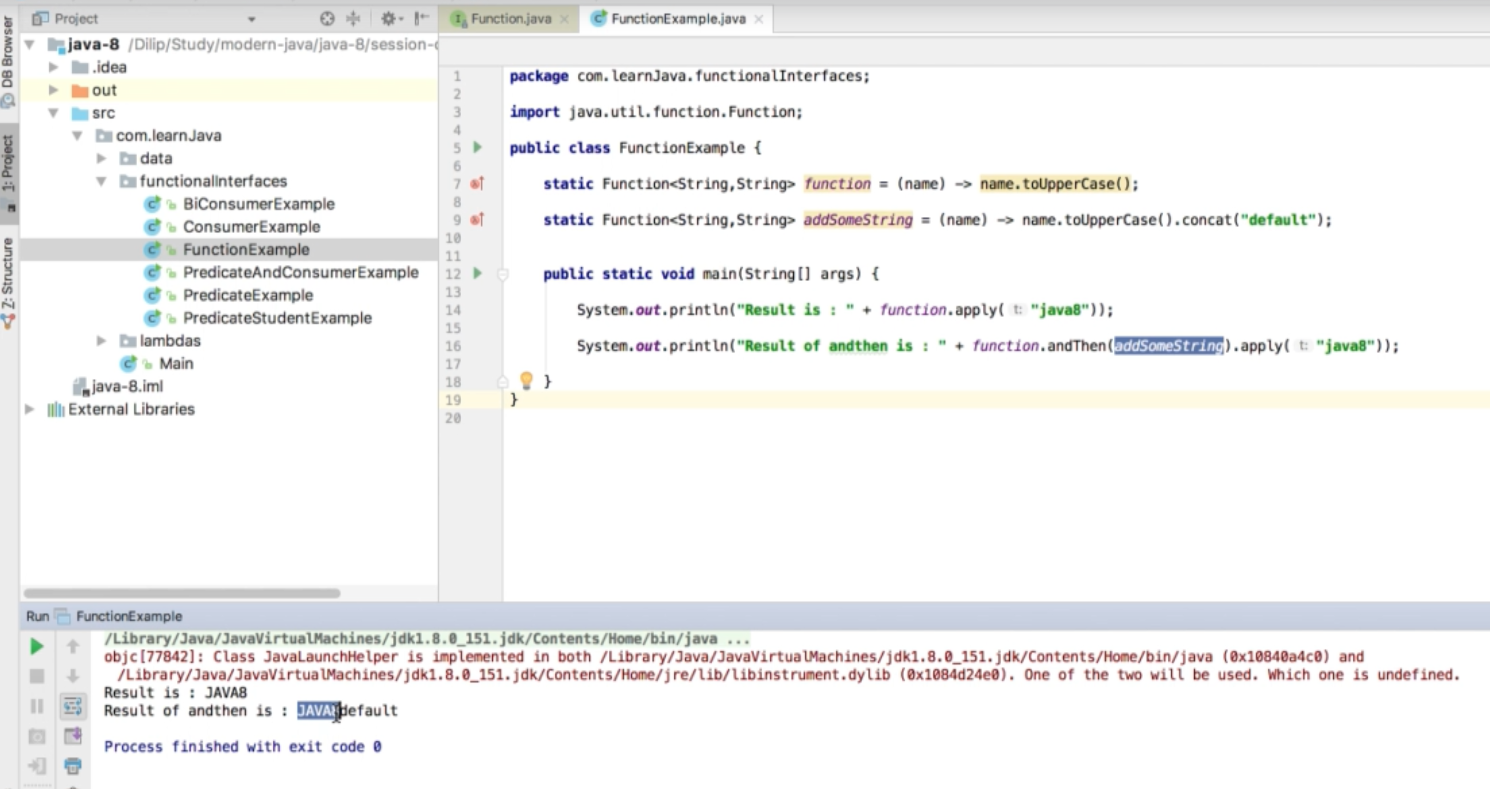 Project
Function.java
FunctionExample.java
DB Browser
1: Project
Z: Structure
java-8 /Dilip/Study/modern-java/java-8/session-
.idea
out
src
com.learnJava
data
functionalInterfaces
BiConsumerExample
ConsumerExample
FunctionExample
PredicateAndConsumerExample
PredicateExample
PredicateStudentExample
lambdas
Main
java-8.iml
External Libraries
1 package com.learnJava.functionalInterfaces;
2
3 import java.util.function.Function;
4
5 public class FunctionExample {
6
7 static Function<String,String> function = (name) -> name.toUpperCase();
8
9 static Function<String,String> addSomeString = (name) -> name.toUpperCase().concat("default");
10
11
12 public static void main(String[] args) {
13
14 System.out.println("Result is : " + function.apply( t: "java8"));
15
16 System.out.println("Result of andthen is : " + function.andThen(addSomeString).apply( t: "java8"));
17
18 }
19 }
20
Run FunctionExample
/Library/Java/JavaVirtualMachines/jdk1.8.0_151.jdk/Contents/Home/bin/java ...
objc[77842]: Class JavaLaunchHelper is implemented in both /Library/Java/JavaVirtualMachines/jdk1.8.0_151.jdk/Contents/Home/bin/java (0x10840a4c0) and
/Library/Java/JavaVirtualMachines/jdk1.8.0_151.jdk/Contents/Home/jre/lib/libinstrument.dylib (0x1084d24e0). One of the two will be used. Which one is undefined.
Result is : JAVA8
Result of andthen is : JAVA8default
Process finished with exit code 0